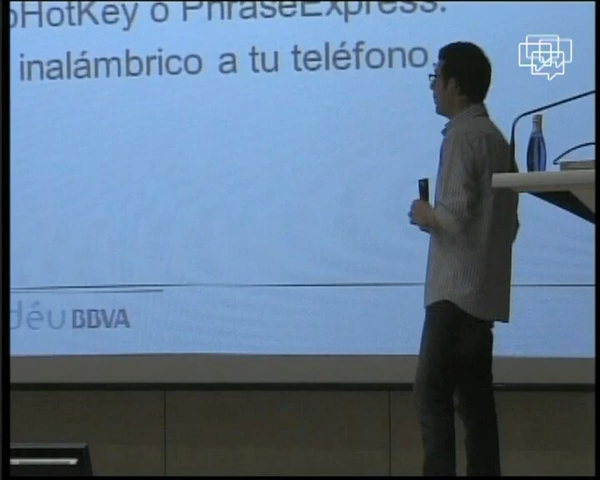 oHotKey o PhraseExpress.
inalámbrico a tu teléfono.
déu BBVA